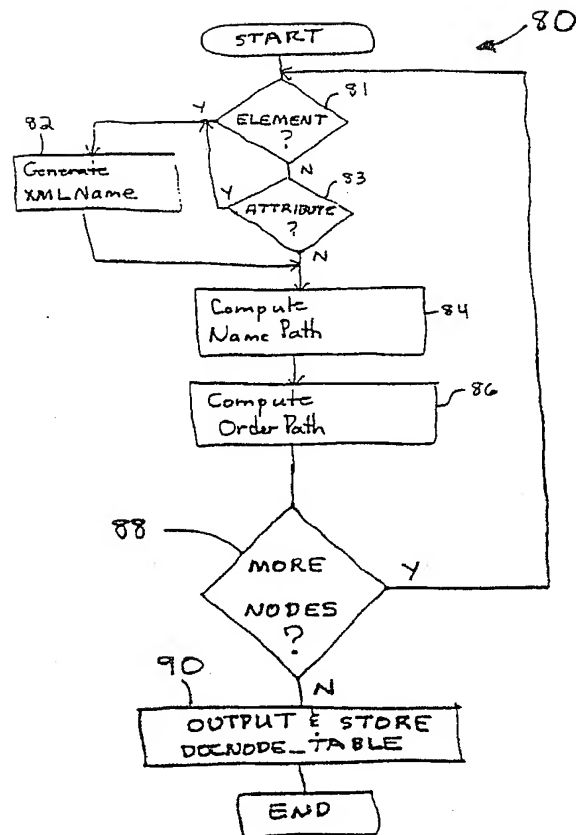 START
80
81
ELEMENT
?
Y
82
Generate
XMLName
N
83
Y
ATTRIBUTE
?
N
Compute
Name Path
84
Compute
Order Path
86
88
MORE
NODES
?
Y
N
90
OUTPUT & STORE
DOCNODE_TABLE
END